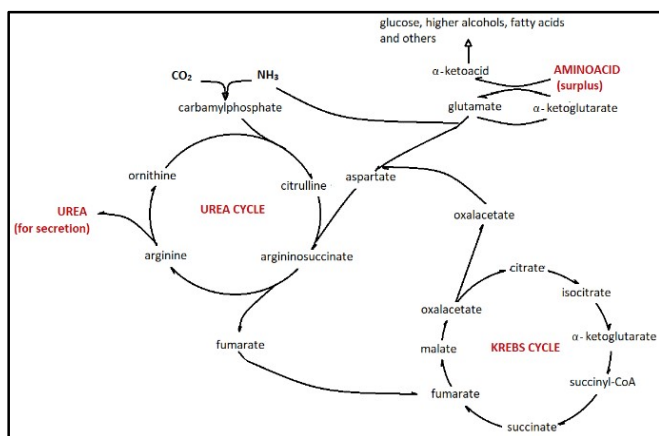 glucose, higher alcohols, fatty acids
and others
α-ketoacid
AMINOACID
(surplus)
CO₂
NH₃
carbamylphosphate
glutamate
α-ketoglutarate
ornithine
citrulline
aspartate
UREA CYCLE
UREA
(for secretion)
oxalacetate
arginine
argininosuccinate
citrate
isocitrate
oxalacetate
α- ketoglutarate
malate
KREBS CYCLE
fumarate
succinyl-CoA
fumarate
succinate